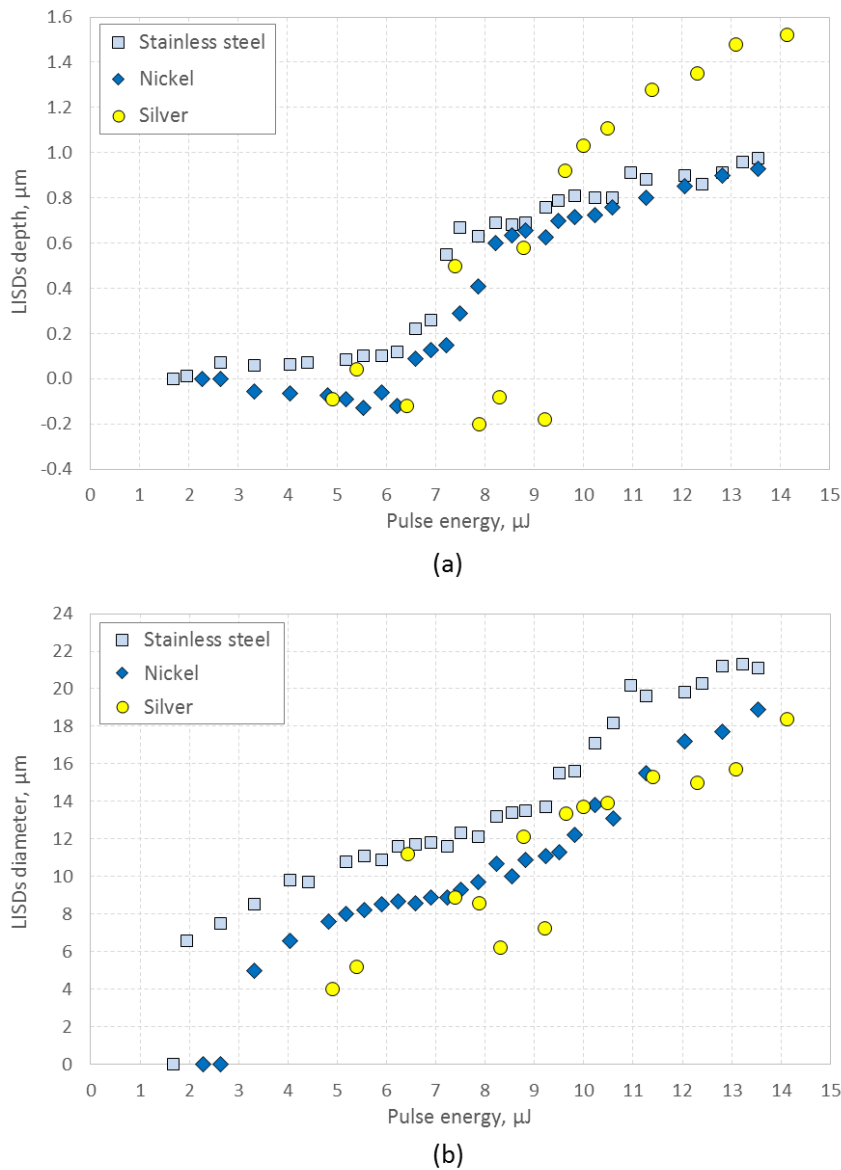 1.6
1.4
1.2
1.0
0.8
0.6
0.4
0.2
0.0
-0.2
-0.4
LISDs depth, µm
Stainless steel
Nickel
Silver
0 1 2 3 4 5 6 7 8 9 10 11 12 13 14 15
Pulse energy, µJ
(a)
24
22
20
18
16
14
12
10
8
6
4
2
0
LISDs diameter, µm
Stainless steel
Nickel
Silver
0 1 2 3 4 5 6 7 8 9 10 11 12 13 14 15
Pulse energy, µJ
(b)